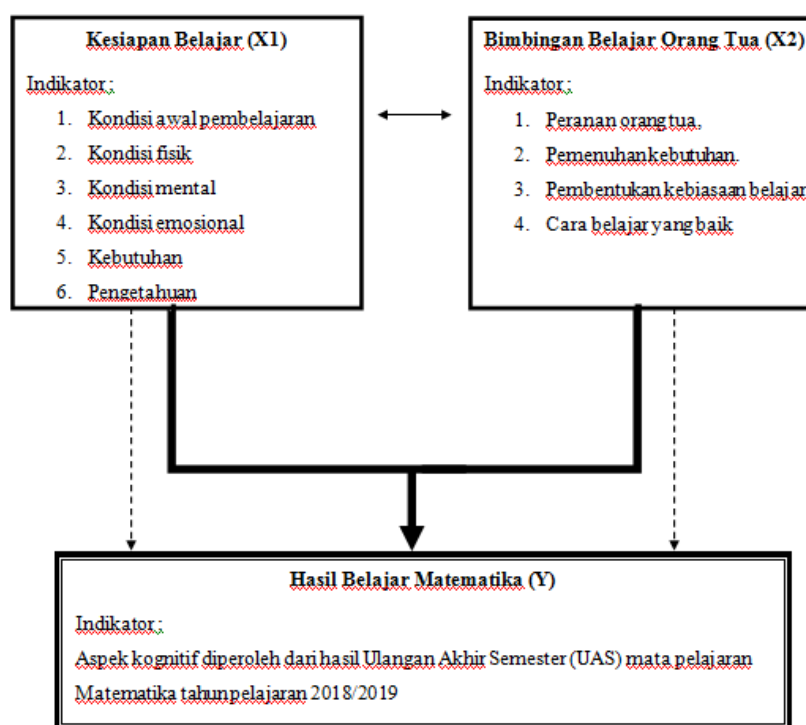 Kesiapan Belajar (X1)
Indikator;
1. Kondisi awal pembelajaran
2. Kondisi fisik
3. Kondisi mental
4. Kondisi emosional
5. Kebutuhan
6. Pengetahuan
Bimbingan Belajar Orang Tua (X2)
Indikator;
1. Peranan orang tua,
2. Pemenuhan kebutuhan.
3. Pembentukan kebiasaan belajar
4. Cara belajar yang baik
Hasil Belajar Matematika (Y)
Indikator;
Aspek kognitif diperoleh dari hasil Ulangan Akhir Semester (UAS) mata pelajaran
Matematika tahun pelajaran 2018/2019